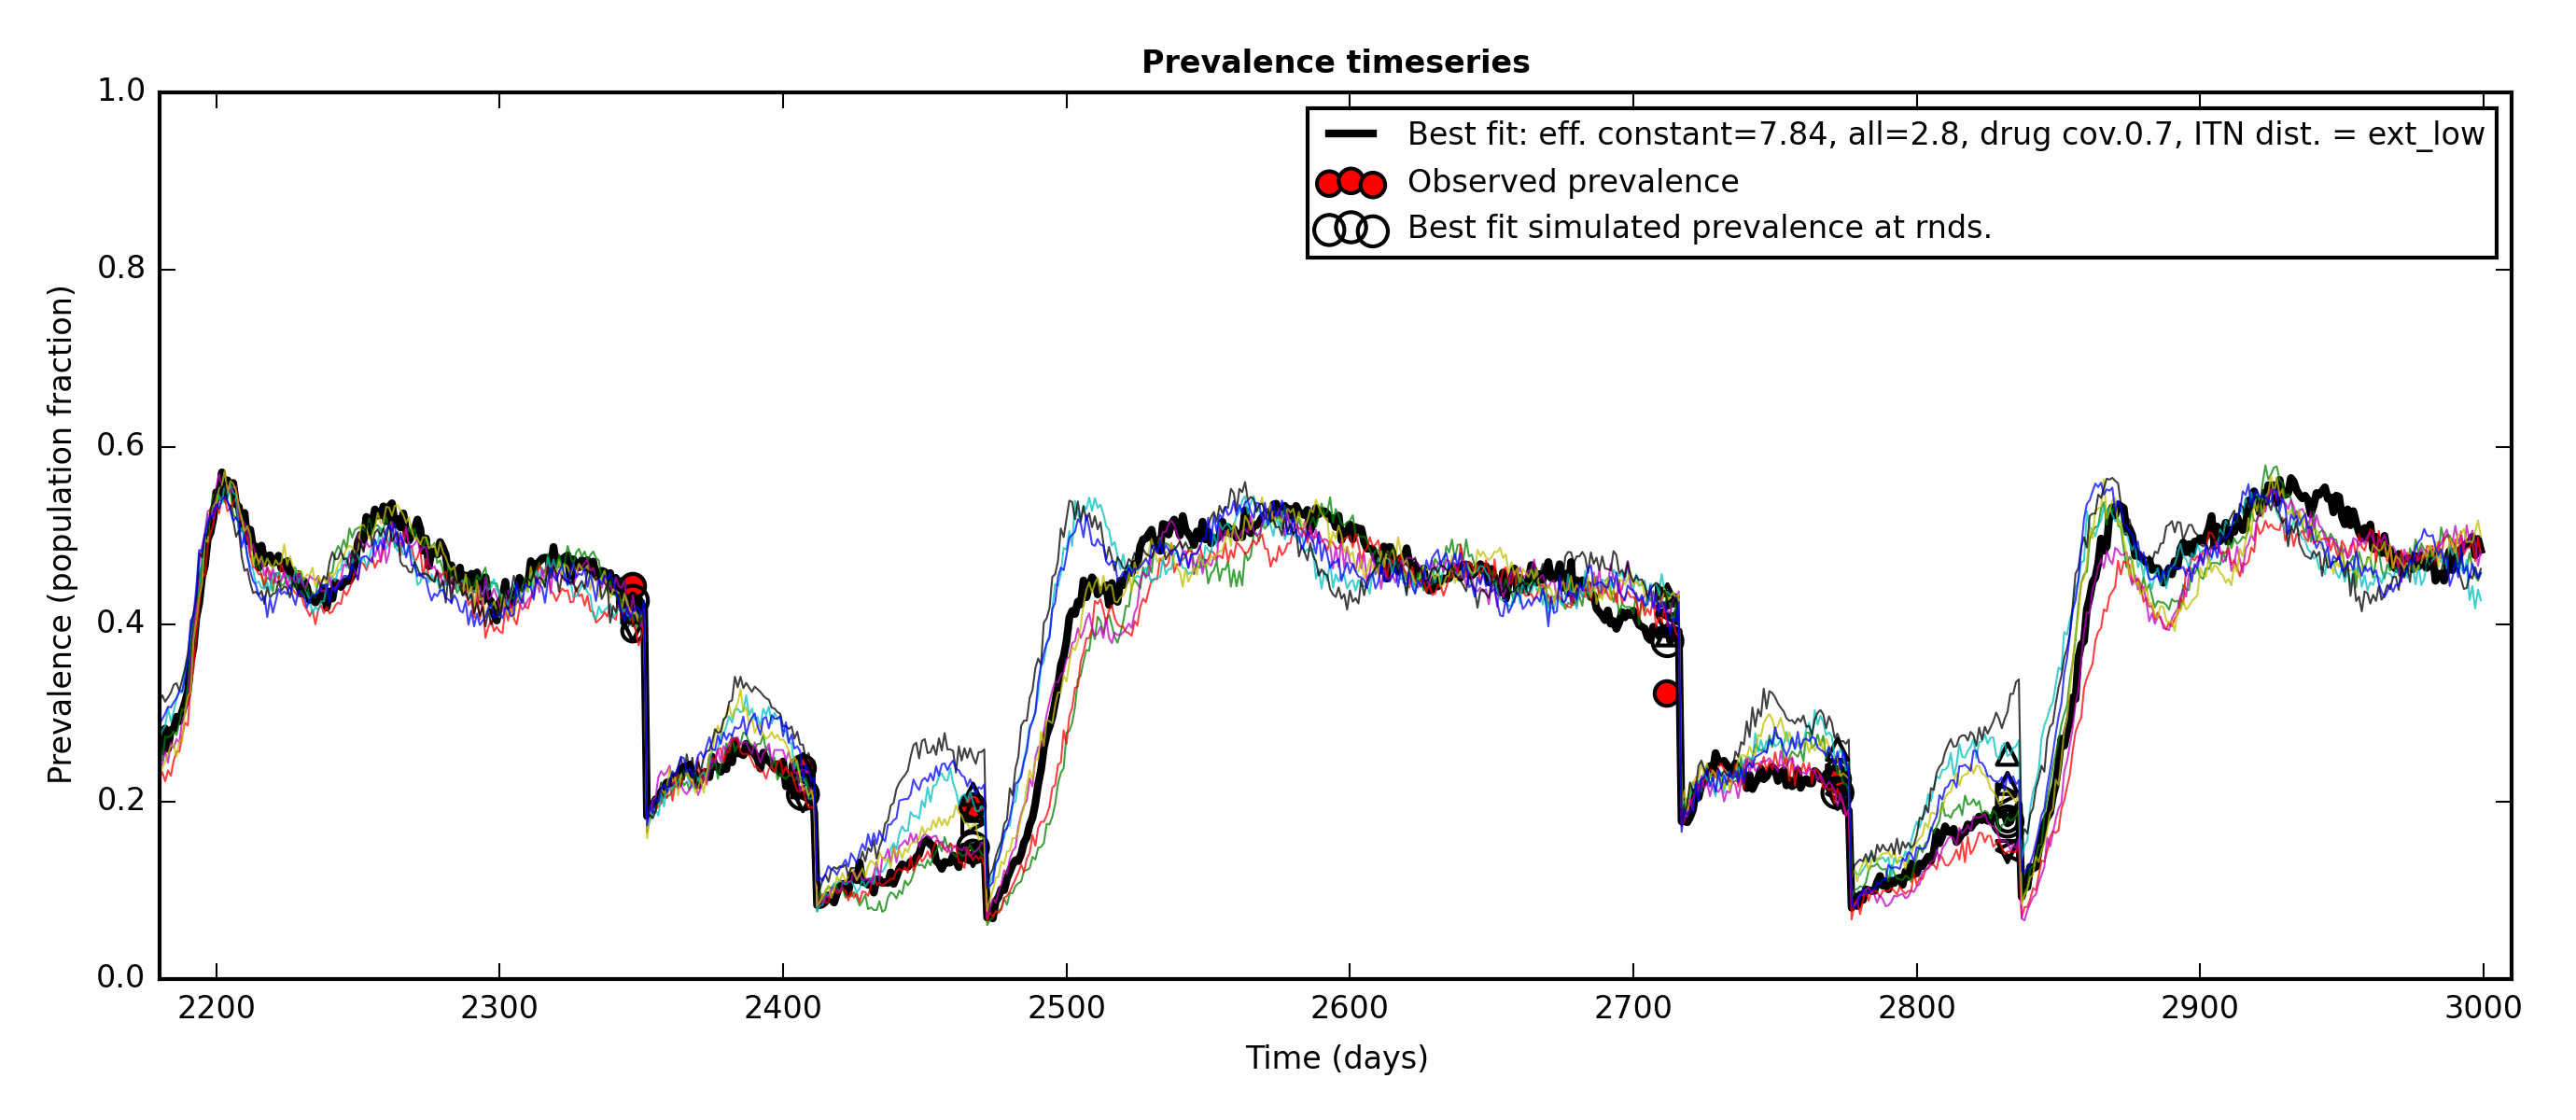 Prevalence timeseries
1.0
0.8
0.6
0.4
0.2
0.0
Prevalence (population fraction)
Best fit: eff. constant=7.84, all=2.8, drug cov.0.7, ITN dist. = ext_low
Observed prevalence
Best fit simulated prevalence at rnds.
2200 2300 2400 2500 2600 2700 2800 2900 3000
Time (days)